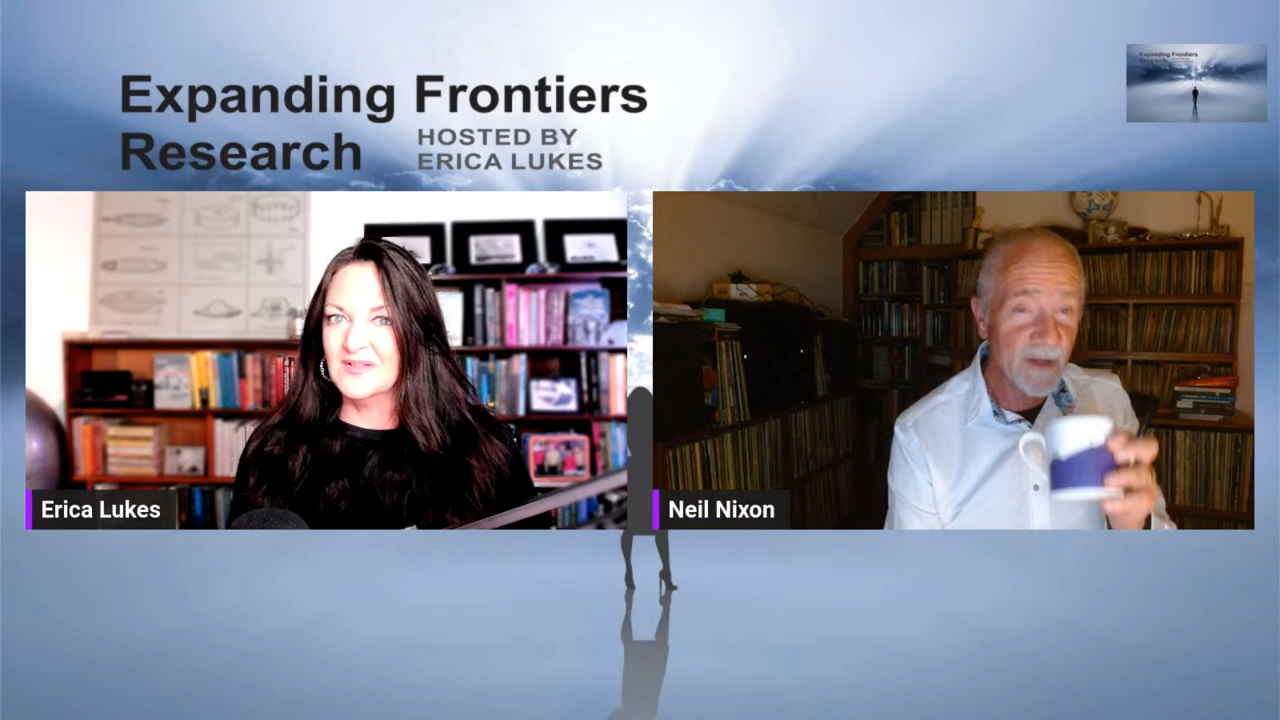 Expanding Frontiers
Research
HOSTED BY
ERICA LUKES
Expanding Frontiers
Erica Lukes
Neil Nixon